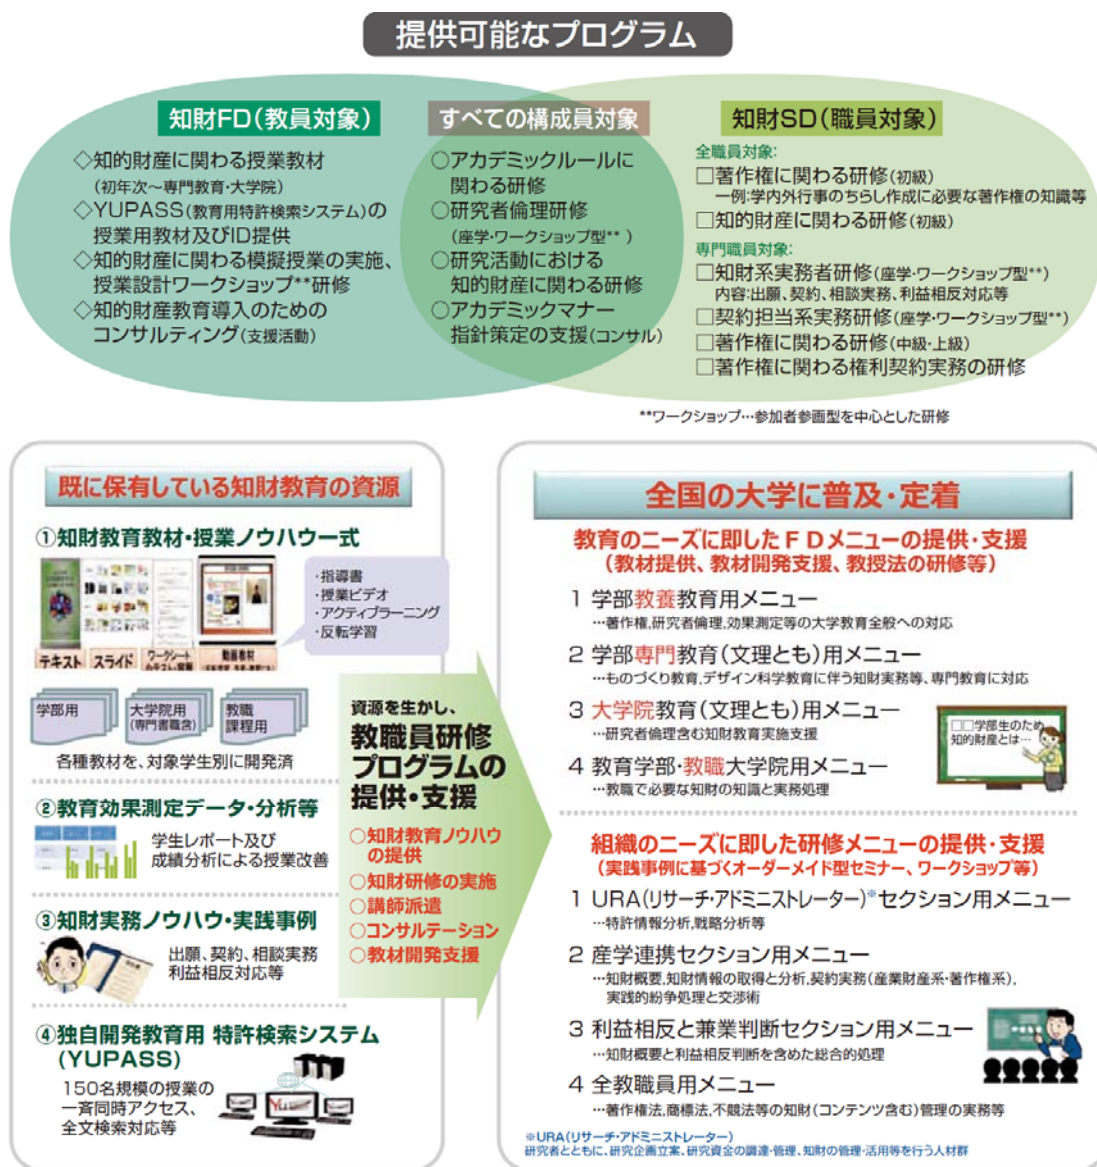 提供可能なプログラム
知財FD(教員対象)
◇知的財産に関わる授業教材
(初年次～専門教育・大学院)
◇YUPASS(教育用特許検索システム)の
授業用教材及びID提供
◇知的財産に関わる模擬授業の実施、
授業設計ワークショップ**研修
◇知的財産教育導入のための
コンサルティング(支援活動)
すべての構成員対象
○アカデミックルールに
関わる研修
○研究者倫理研修
(座学・ワークショップ型**)
○研究活動における
知的財産に関わる研修
○アカデミックマナー
指針策定の支援(コンサル)
知財SD(職員対象)
全職員対象:
□著作権に関わる研修(初級)
一例:学内外行事のちらし作成に必要な著作権の知識等
□知的財産に関わる研修(初級)
専門職員対象:
□知財系実務者研修(座学・ワークショップ型**)
内容:出願、契約、相談実務、利益相反対応等
□契約担当系実務研修(座学・ワークショップ型**)
□著作権に関わる研修(中級・上級)
□著作権に関わる権利契約実務の研修
**ワークショップ…参加者参画型を中心とした研修
既に保有している知財教育の資源
①知財教育教材・授業ノウハウ一式
・指導書
・授業ビデオ
・アクティブラーニング
・反転学習
テキスト
スライド
ワークシート
動画教材
学部用
大学院用
(専門書職含)
教職
課程用
各種教材を、対象学生別に開発済
②教育効果測定データ・分析等
学生レポート及び
成績分析による授業改善
③知財実務ノウハウ・実践事例
出願、契約、相談実務
利益相反対応等
④独自開発教育用 特許検索システム
(YUPASS)
150名規模の授業の
一斉同時アクセス、
全文検索対応等
資源を生かし、
教職員研修
プログラムの
提供・支援
○知財教育ノウハウ
の提供
○知財研修の実施
○講師派遣
○コンサルテーション
○教材開発支援
全国の大学に普及・定着
教育のニーズに即したＦＤメニューの提供・支援
(教材提供、教材開発支援、教授法の研修等)
1 学部教養教育用メニュー
…著作権,研究者倫理,効果測定等の大学教育全般への対応
2 学部専門教育(文理とも)用メニュー
…ものづくり教育,デザイン科学教育に伴う知財実務等、専門教育に対応
3 大学院教育(文理とも)用メニュー
…研究者倫理含む知財教育実施支援
4 教育学部・教職大学院用メニュー
…教職で必要な知財の知識と実務処理
□□学部生のため
知的財産とは…
組織のニーズに即した研修メニューの提供・支援
(実践事例に基づくオーダーメイド型セミナー、ワークショップ等)
1 URA(リサーチ・アドミニストレーター)※セクション用メニュー
…特許情報分析,戦略分析等
2 産学連携セクション用メニュー
…知財概要,知財情報の取得と分析,契約実務(産業財産系・著作権系),
実践的紛争処理と交渉術
3 利益相反と兼業判断セクション用メニュー
…知財概要と利益相反判断を含めた総合的処理
4 全教職員用メニュー
…著作権法,商標法,不競法等の知財(コンテンツ含む)管理の実務等
※URA(リサーチ・アドミニストレーター)
研究者とともに、研究企画立案、研究資金の調達・管理、知財の管理・活用等を行う人材群